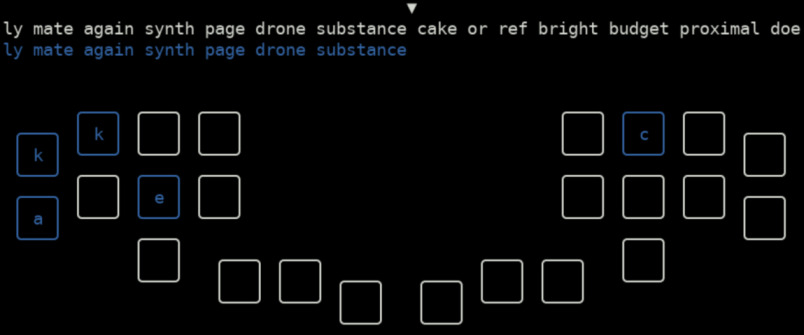 ly mate again synth page drone substance cake or ref bright budget proximal doe
ly mate again synth page drone substance
k c
k
e
a